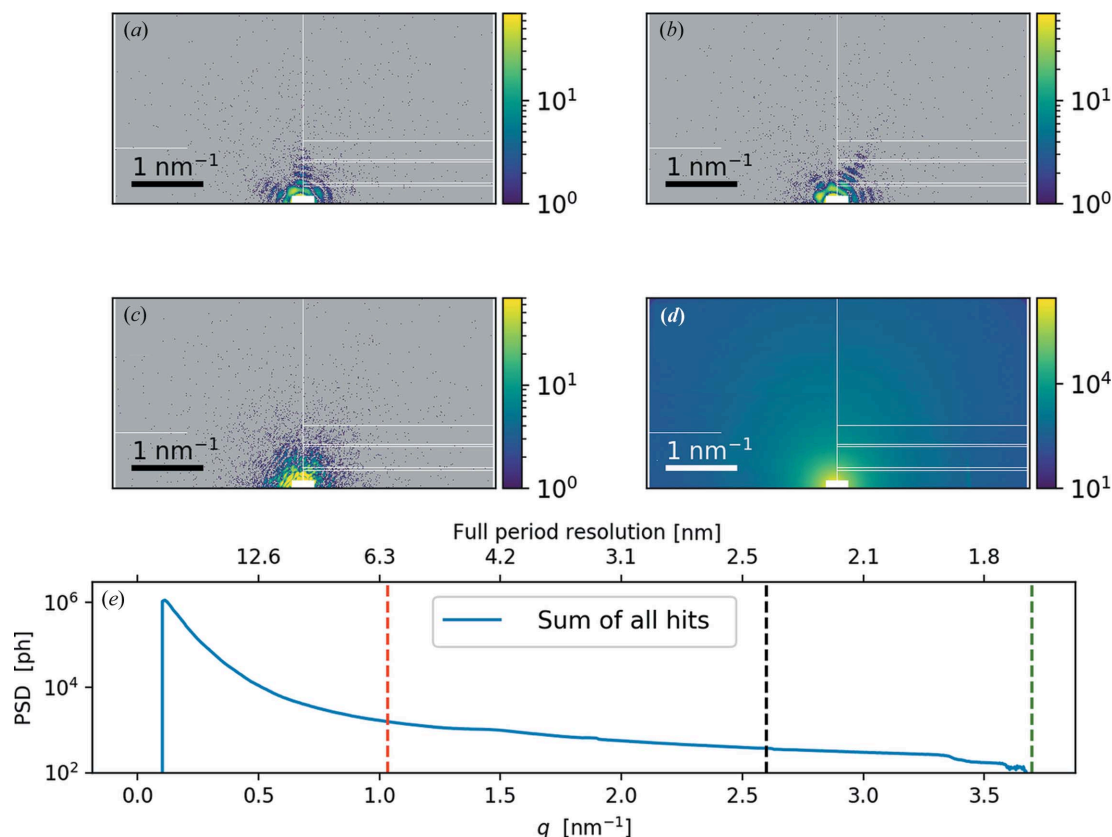 (a)
10¹
10⁰
1 nm⁻¹
(b)
10¹
10⁰
1 nm⁻¹
(c)
10¹
10⁰
1 nm⁻¹
(d)
10⁴
10¹
1 nm⁻¹
Full period resolution [nm]
12.6 6.3 4.2 3.1 2.5 2.1 1.8
(e)
Sum of all hits
PSD [ph]
10⁶
10⁴
10²
0.0 0.5 1.0 1.5 2.0 2.5 3.0 3.5
q [nm⁻¹]